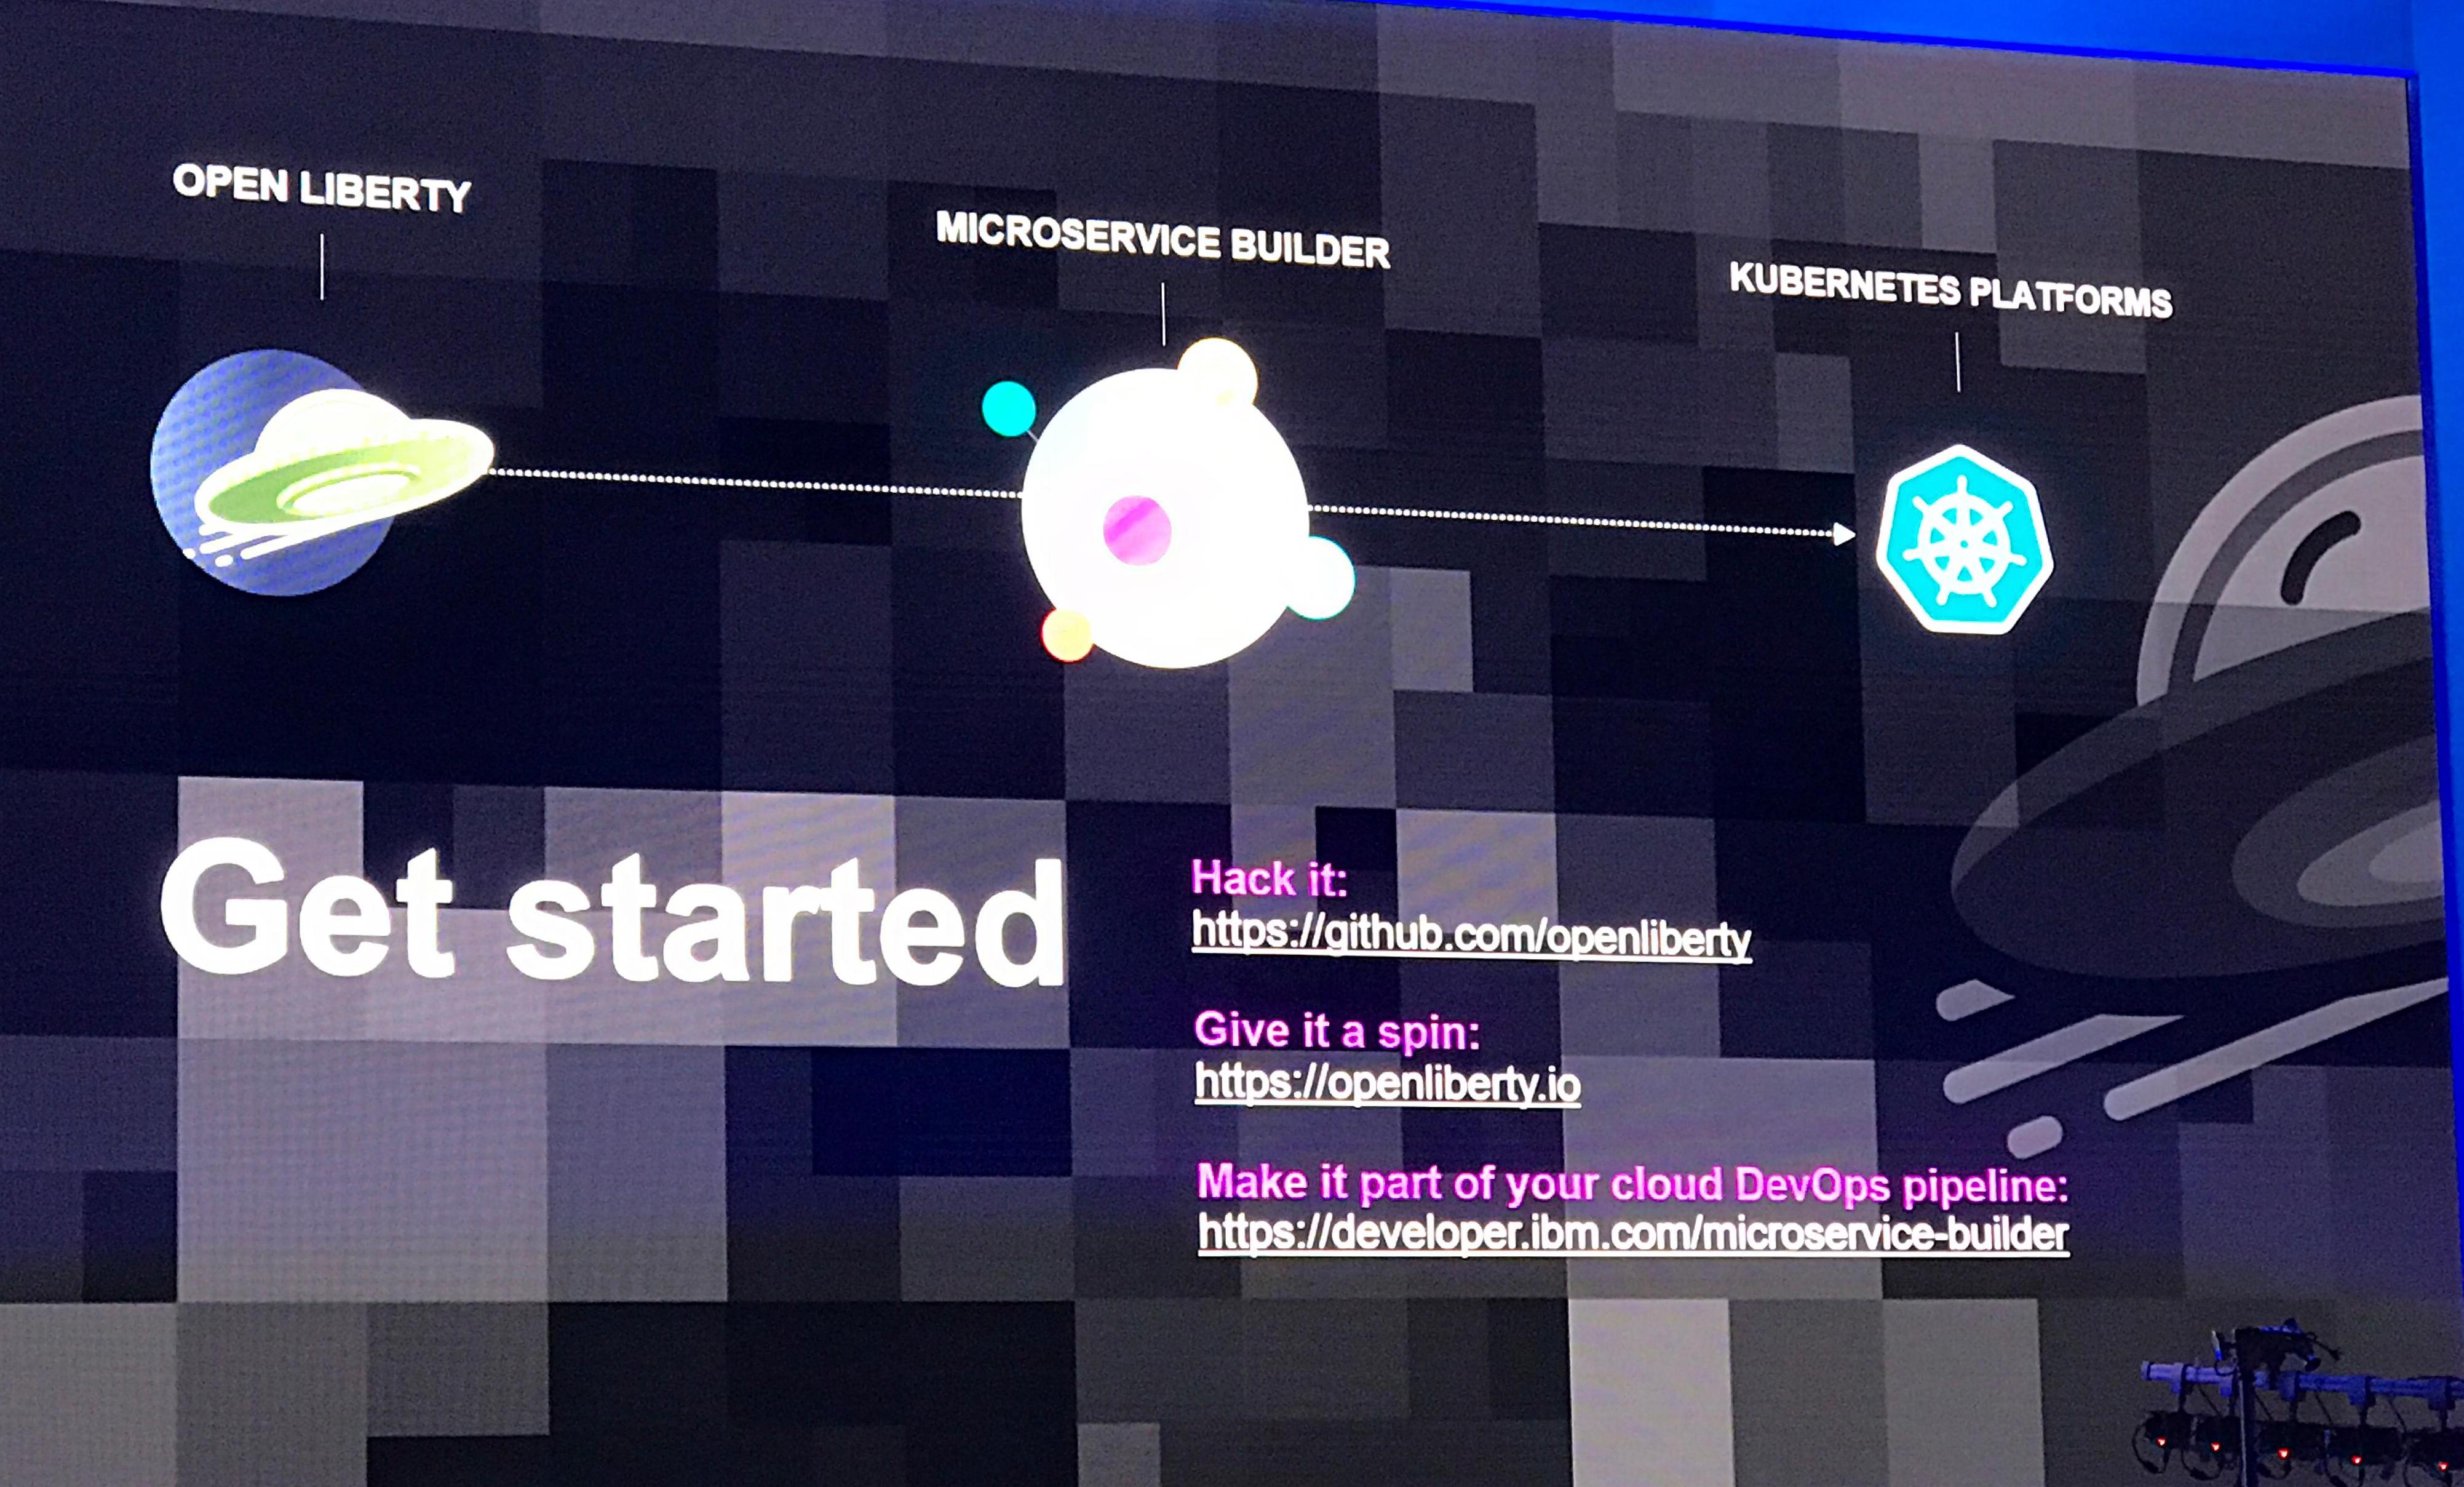 OPEN LIBERTY
MICROSERVICE BUILDER
KUBERNETES PLATFORMS
Get started
Hack it:
https://github.com/openliberty
Give it a spin:
https://openliberty.io
Make it part of your cloud DevOps pipeline:
https://developer.ibm.com/microservice-builder